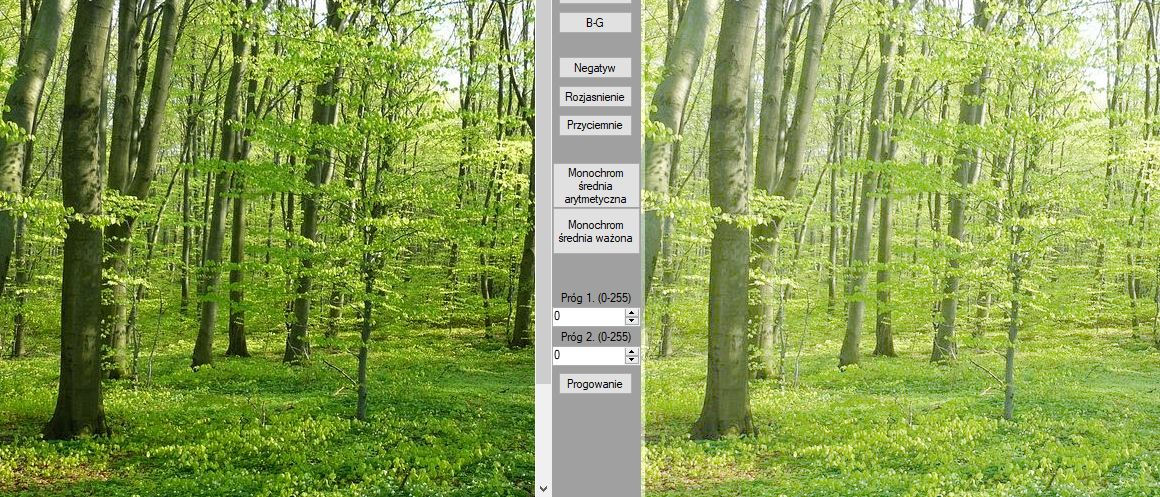 B-G
Negatyw
Rozjasnienie
Przyciemnie
Monochrom
średnia
arytmetyczna
Monochrom
średnia ważona
Próg 1. (0-255)
0
Próg 2. (0-255)
0
Progowanie